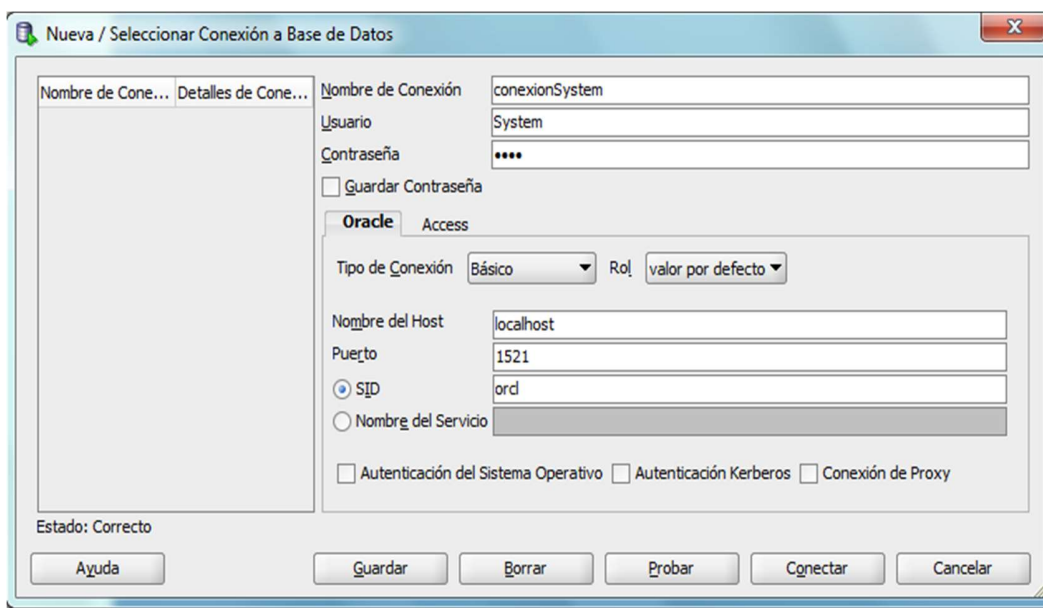 Nueva / Seleccionar Conexión a Base de Datos
Nombre de Cone... Detalles de Cone...
Nombre de Conexión conexionSystem
Usuario System
Contraseña ••••
Guardar Contraseña
Oracle Access
Tipo de Conexión Básico Rol valor por defecto
Nombre del Host localhost
Puerto 1521
SID orcl
Nombre del Servicio
Autenticación del Sistema Operativo Autenticación Kerberos Conexión de Proxy
Estado: Correcto
Ayuda Guardar Borrar Probar Conectar Cancelar